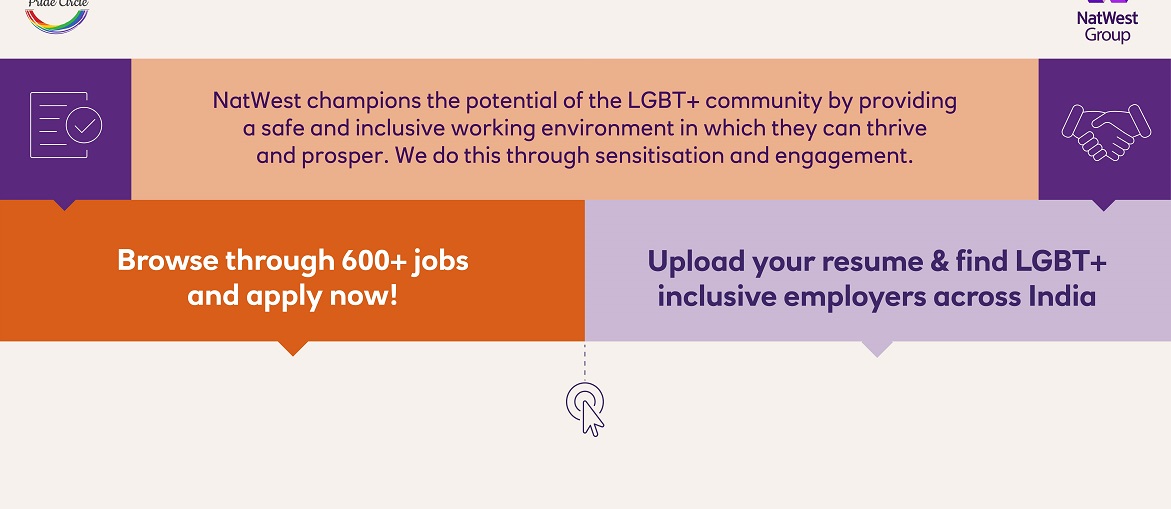 Pride Circle
NatWest
Group
NatWest champions the potential of the LGBT+ community by providing
a safe and inclusive working environment in which they can thrive
and prosper. We do this through sensitisation and engagement.
Browse through 600+ jobs
and apply now!
Upload your resume & find LGBT+
inclusive employers across India